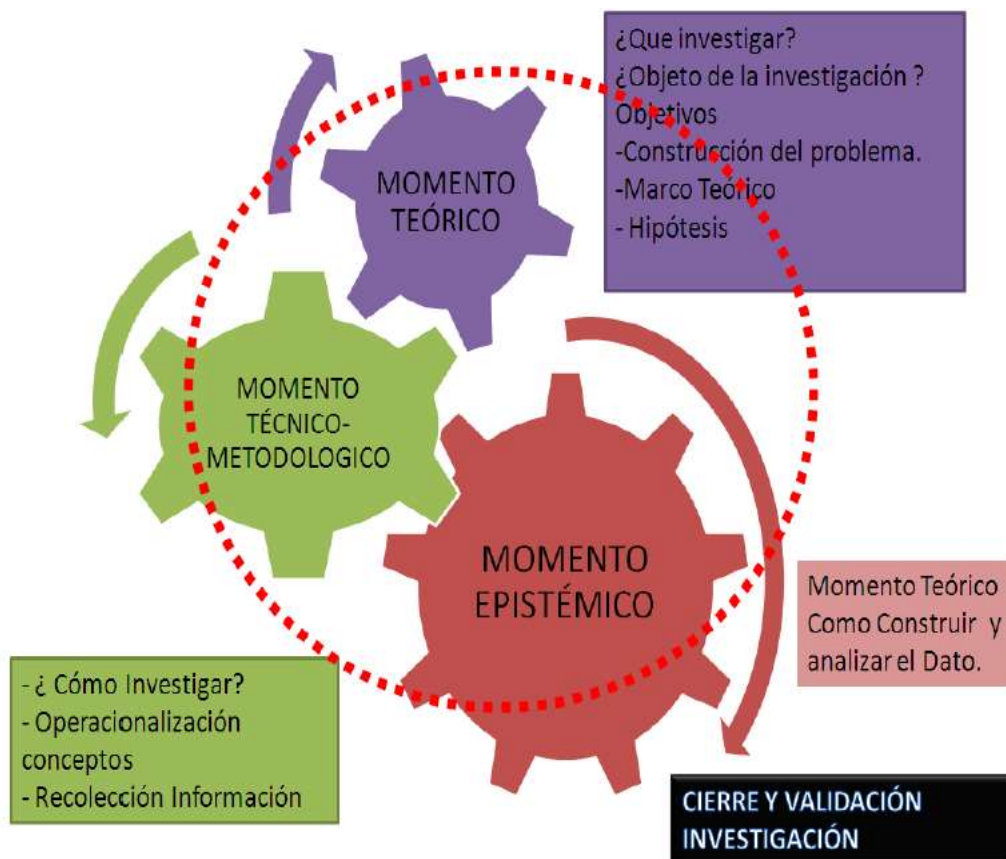 ¿Que investigar?
¿Objeto de la investigación ?
Objetivos
-Construcción del problema.
-Marco Teórico
- Hipótesis
MOMENTO
TEÓRICO
MOMENTO
TÉCNICO-
METODOLOGICO
MOMENTO
EPISTÉMICO
Momento Teórico
Como Construir y
analizar el Dato.
- ¿ Cómo Investigar?
- Operacionalización
conceptos
- Recolección Información
CIERRE Y VALIDACIÓN
INVESTIGACIÓN